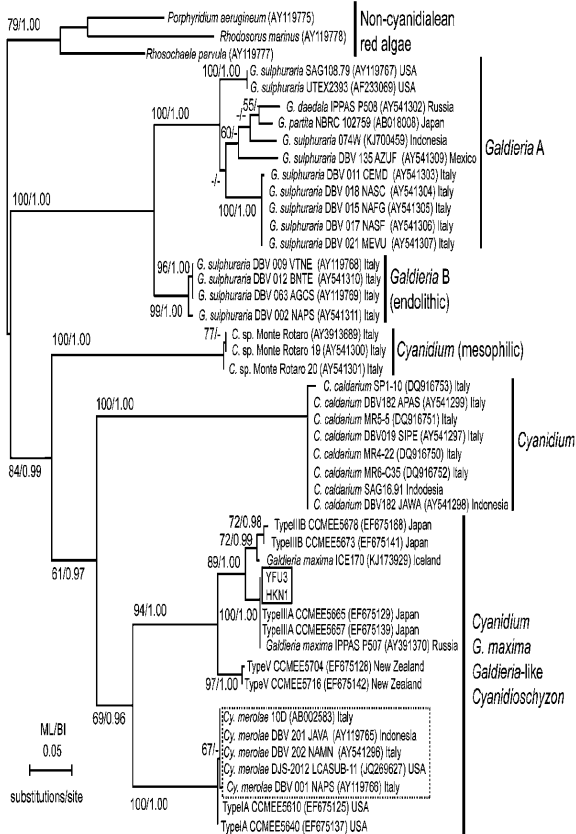 79/1.00
Porphyridium aerugineum (AY119775)
Rhodosorus marinus (AY119778)
Rhosochaele parvula (AY119777)
Non-cyanidialean
red algae
100/1.00
G. sulphuraria SAG108.79 (AY119767) USA
G. sulphuraria UTEX2393 (AF233069) USA
55/-
-/-
60/-
-/-
100/1.00
G. daedala IPPAS P508 (AY541302) Russia
G. partita NBRC 102759 (AB018008) Japan
G. sulphuraria 074W (KJ700459) Indonesia
G. sulphuraria DBV 135 AZUF (AY541309) Mexico
G. sulphuraria DBV 011 CEMD (AY541303) Italy
G. sulphuraria DBV 018 NASC (AY541304) Italy
G. sulphuraria DBV 015 NAFG (AY541305) Italy
G. sulphuraria DBV 017 NASF (AY541306) Italy
G. sulphuraria DBV 021 MEVU (AY541307) Italy
100/1.00
Galdieria A
100/1.00
96/1.00
G. sulphuraria DBV 009 VTNE (AY119768) Italy
G. sulphuraria DBV 012 BNTE (AY541310) Italy
G. sulphuraria DBV 063 AGCS (AY119769) Italy
G. sulphuraria DBV 002 NAPS (AY541311) Italy
99/1.00
Galdieria B
(endolithic)
100/1.00
77/-
C. sp. Monte Rotaro (AY3913689) Italy
C. sp. Monte Rotaro 19 (AY541300) Italy
C. sp. Monte Rotaro 20 (AY541301) Italy
Cyanidium (mesophilic)
84/0.99
100/1.00
C. caldarium SP1-10 (DQ916753) Italy
C. caldarium DBV182 APAS (AY541299) Italy
C. caldarium MR5-5 (DQ916751) Italy
C. caldarium DBV019 SIPE (AY541297) Italy
C. caldarium MR4-22 (DQ916750) Italy
C. caldarium MR6-C35 (DQ916752) Italy
C. caldarium SAG16.91 Indodesia
C. caldarium DBV182 JAWA (AY541298) Indonesia
Cyanidium
61/0.97
72/0.98
72/0.99
89/1.00
TypeIIIB CCMEE5678 (EF675188) Japan
TypeIIIB CCMEE5673 (EF675141) Japan
Galdieria maxima ICE170 (KJ173929) Iceland
YFU3
HKN1
TypeIIIA CCMEE5665 (EF675129) Japan
TypeIIIA CCMEE5657 (EF675139) Japan
Galdieria maxima IPPAS P507 (AY391370) Russia
100/1.00
94/1.00
TypeV CCMEE5704 (EF675128) New Zealand
TypeV CCMEE5716 (EF675142) New Zealand
97/1.00
Cyanidium
G. maxima
Galdieria-like
Cyanidioschyzon
69/0.96
67/-
Cy. merolae 10D (AB002583) Italy
Cy. merolae DBV 201 JAVA (AY119765) Indonesia
Cy. merolae DBV 202 NAMN (AY541296) Italy
Cy. merolae DJS-2012 LCASUB-11 (JQ269627) USA
Cy. merolae DBV 001 NAPS (AY119766) Italy
TypeIA CCMEE5610 (EF675125) USA
TypeIA CCMEE5640 (EF675137) USA
100/1.00
ML/BI
0.05
substitutions/site